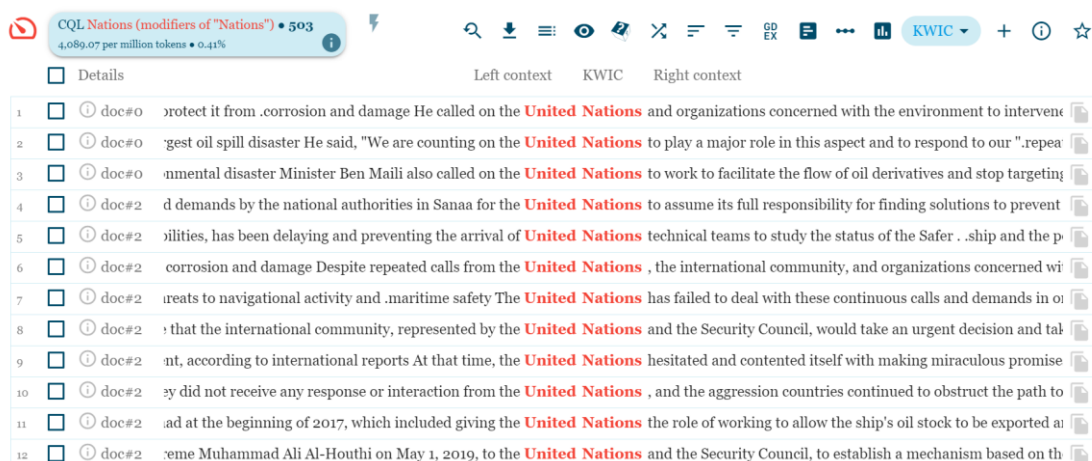 CQL Nations (modifiers of "Nations") • 503
4,089.07 per million tokens • 0.41%
GD EX
KWIC
Details Left context KWIC Right context
1 doc#0 protect it from .corrosion and damage He called on the United Nations and organizations concerned with the environment to intervene
2 doc#0 rgest oil spill disaster He said, "We are counting on the United Nations to play a major role in this aspect and to respond to our ".repea
3 doc#0 onmental disaster Minister Ben Maili also called on the United Nations to work to facilitate the flow of oil derivatives and stop targeting
4 doc#2 d demands by the national authorities in Sanaa for the United Nations to assume its full responsibility for finding solutions to prevent
5 doc#2 bilities, has been delaying and preventing the arrival of United Nations technical teams to study the status of the Safer . .ship and the p
6 doc#2 corrosion and damage Despite repeated calls from the United Nations , the international community, and organizations concerned wi
7 doc#2 reats to navigational activity and .maritime safety The United Nations has failed to deal with these continuous calls and demands in o
8 doc#2 e that the international community, represented by the United Nations and the Security Council, would take an urgent decision and tak
9 doc#2 ent, according to international reports At that time, the United Nations hesitated and contented itself with making miraculous promise
10 doc#2 ey did not receive any response or interaction from the United Nations , and the aggression countries continued to obstruct the path to
11 doc#2 ad at the beginning of 2017, which included giving the United Nations the role of working to allow the ship's oil stock to be exported a
12 doc#2 reme Muhammad Ali Al-Houthi on May 1, 2019, to the United Nations and the Security Council, to establish a mechanism based on th